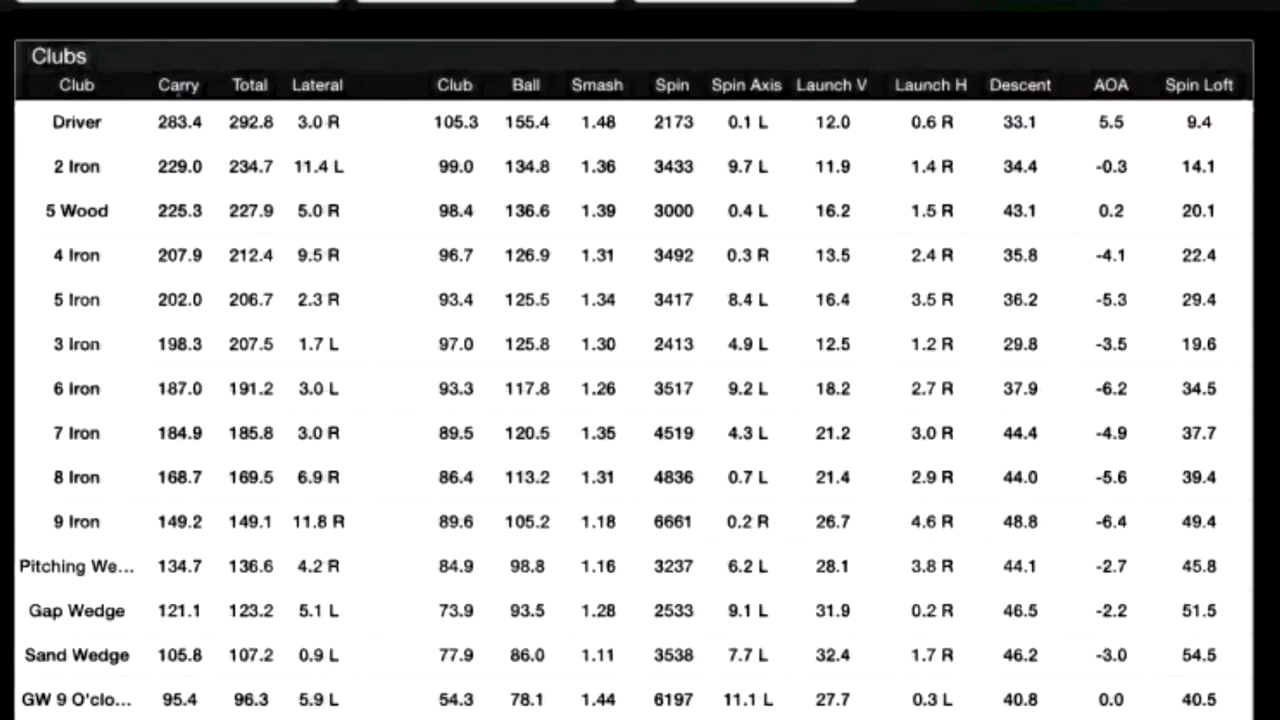 Clubs
Club Carry Total Lateral Club Ball Smash Spin Spin Axis Launch V Launch H Descent AOA Spin Loft
Driver 283.4 292.8 3.0 R 105.3 155.4 1.48 2173 0.1 L 12.0 0.6 R 33.1 5.5 9.4
2 Iron 229.0 234.7 11.4 L 99.0 134.8 1.36 3433 9.7 L 11.9 1.4 R 34.4 -0.3 14.1
5 Wood 225.3 227.9 5.0 R 98.4 136.6 1.39 3000 0.4 L 16.2 1.5 R 43.1 0.2 20.1
4 Iron 207.9 212.4 9.5 R 96.7 126.9 1.31 3492 0.3 R 13.5 2.4 R 35.8 -4.1 22.4
5 Iron 202.0 206.7 2.3 R 93.4 125.5 1.34 3417 8.4 L 16.4 3.5 R 36.2 -5.3 29.4
3 Iron 198.3 207.5 1.7 L 97.0 125.8 1.30 2413 4.9 L 12.5 1.2 R 29.8 -3.5 19.6
6 Iron 187.0 191.2 3.0 L 93.3 117.8 1.26 3517 9.2 L 18.2 2.7 R 37.9 -6.2 34.5
7 Iron 184.9 185.8 3.0 R 89.5 120.5 1.35 4519 4.3 L 21.2 3.0 R 44.4 -4.9 37.7
8 Iron 168.7 169.5 6.9 R 86.4 113.2 1.31 4836 0.7 L 21.4 2.9 R 44.0 -5.6 39.4
9 Iron 149.2 149.1 11.8 R 89.6 105.2 1.18 6661 0.2 R 26.7 4.6 R 48.8 -6.4 49.4
Pitching We... 134.7 136.6 4.2 R 84.9 98.8 1.16 3237 6.2 L 28.1 3.8 R 44.1 -2.7 45.8
Gap Wedge 121.1 123.2 5.1 L 73.9 93.5 1.28 2533 9.1 L 31.9 0.2 R 46.5 -2.2 51.5
Sand Wedge 105.8 107.2 0.9 L 77.9 86.0 1.11 3538 7.7 L 32.4 1.7 R 46.2 -3.0 54.5
GW 9 O'clo... 95.4 96.3 5.9 L 54.3 78.1 1.44 6197 11.1 L 27.7 0.3 L 40.8 0.0 40.5